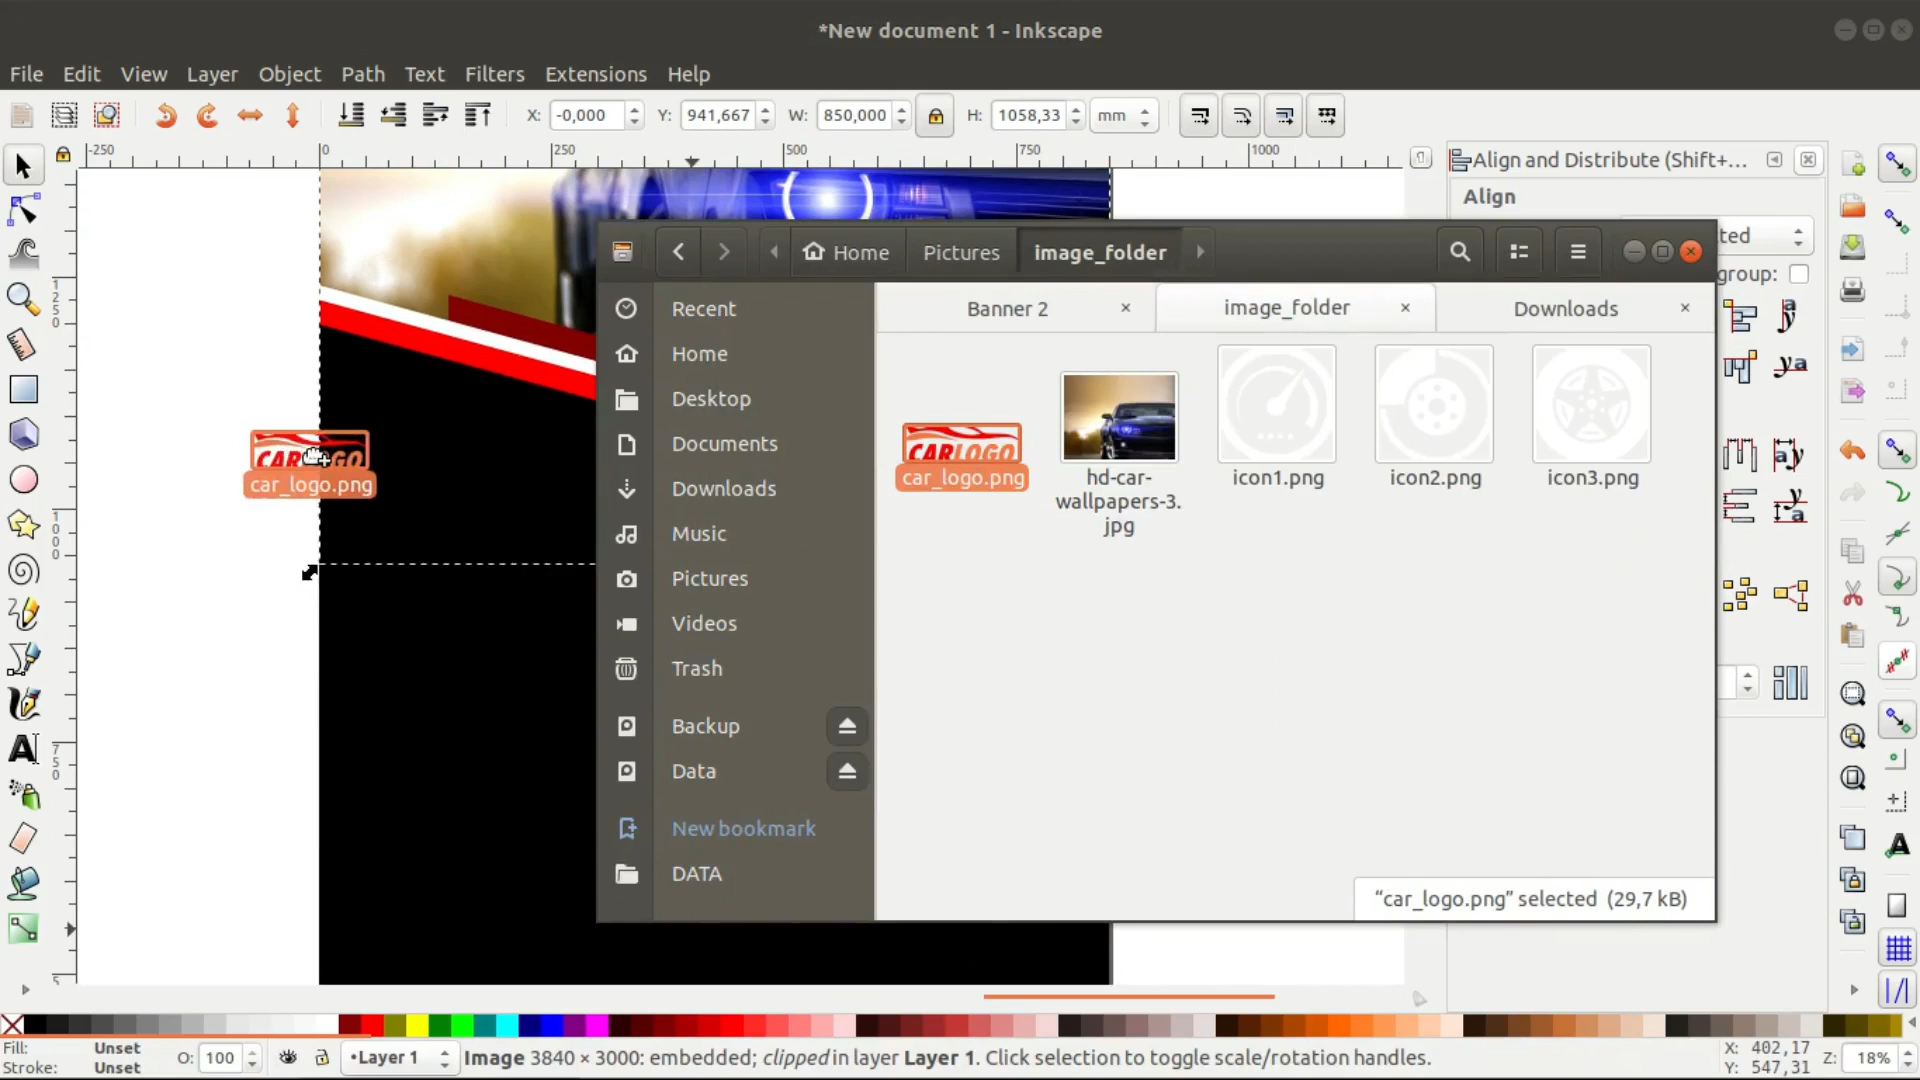 *New document 1 - Inkscape
File Edit View Layer Object Path Text Filters Extensions Help
X: -0,000 Y: 941,667 W: 850,000 H: 1058,33 mm
-250 0 250 500 750 1000
Align and Distribute (Shift+...
Align
ted
group:
Home Pictures image_folder
Banner 2 image_folder Downloads
Recent
Home
Desktop
Documents
Downloads
Music
Pictures
Videos
Trash
Backup
Data
New bookmark
DATA
CARLOGO
car_logo.png
hd-car-
wallpapers-3.
jpg
icon1.png
icon2.png
icon3.png
"car_logo.png" selected (29,7 kB)
car_logo.png
1250
1000
750
5
Fill: Unset
Stroke: Unset
O: 100
•Layer 1
Image 3840 × 3000: embedded; clipped in layer Layer 1. Click selection to toggle scale/rotation handles.
X: 402,17
Y: 547,31
Z: 18%